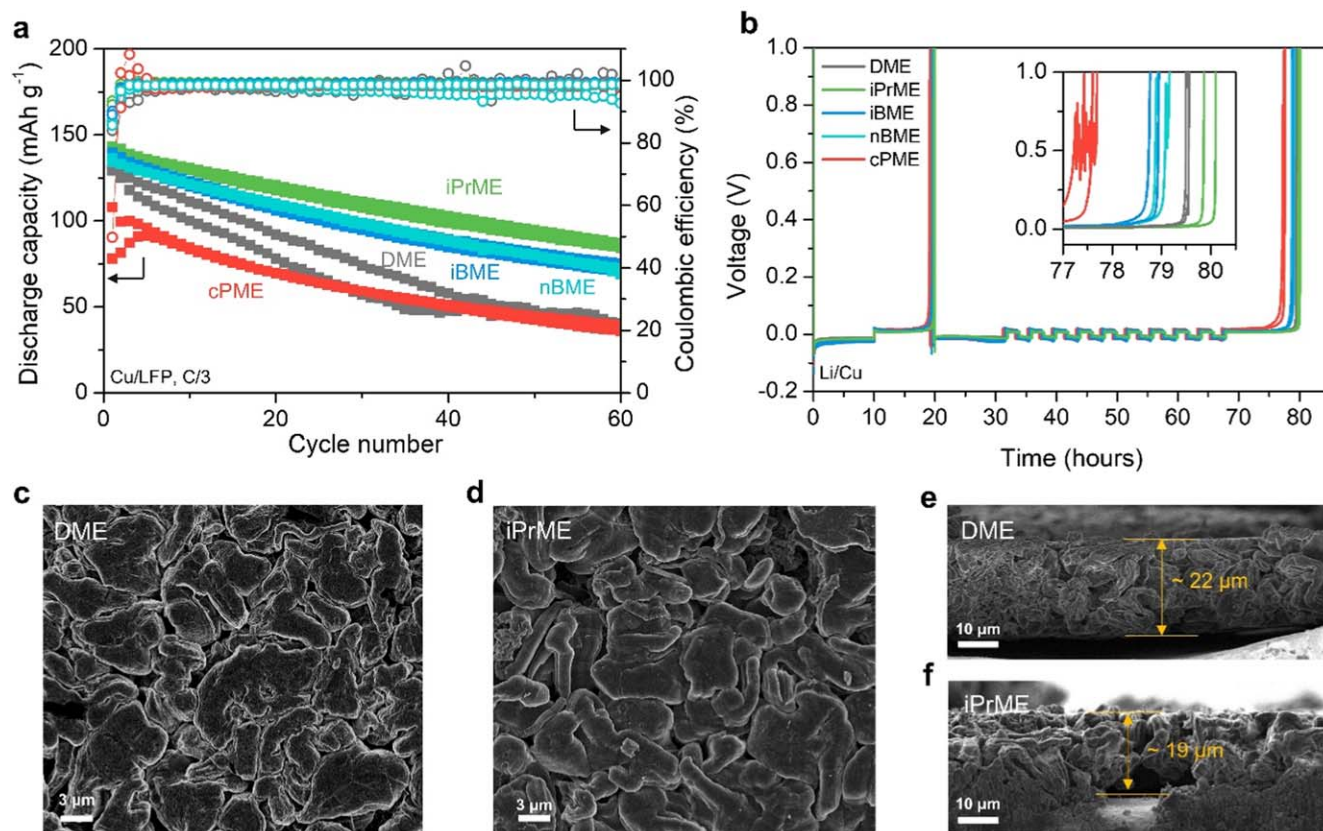 a
200
175
150
125
100
75
50
25
0
Discharge capacity (mAh g⁻¹)
100
80
60
40
20
0
Coulombic efficiency (%)
iPrME
DME
iBME
cPME
nBME
Cu/LFP, C/3
0 20 40 60
Cycle number
b
1.0
0.8
0.6
0.4
0.2
0.0
-0.2
Voltage (V)
DME
iPrME
iBME
nBME
cPME
1.0
0.5
0.0
77 78 79 80
Li/Cu
0 10 20 30 40 50 60 70 80
Time (hours)
c
DME
3 µm
d
iPrME
3 µm
e
DME
~ 22 µm
10 µm
f
iPrME
~ 19 µm
10 µm